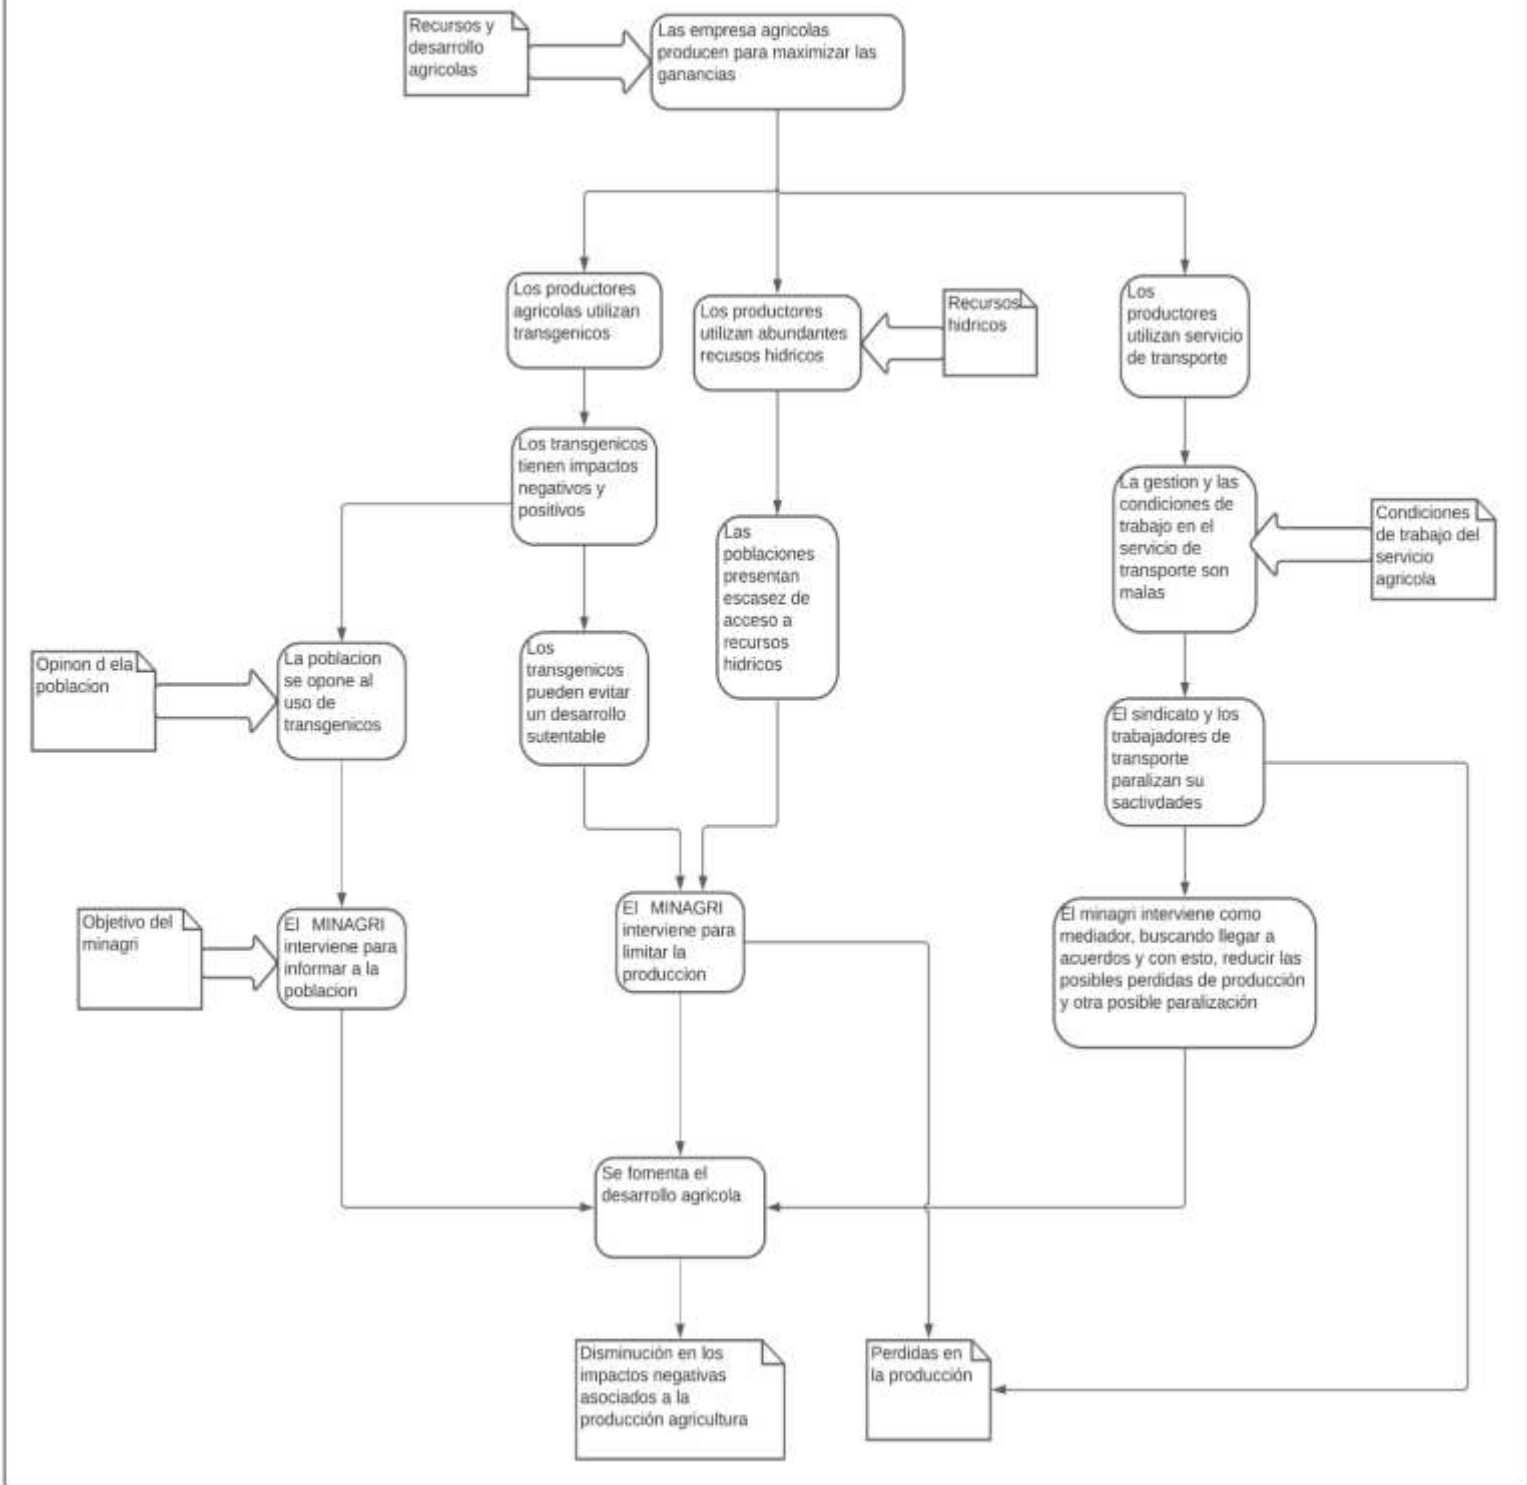 Recursos y
desarrollo
agricolas
Las empresa agricolas
producen para maximizar las
ganancias
Los productores
agricolas utilizan
transgenicos
Los productores
utilizan abundantes
recusos hidricos
Recursos
hidricos
Los
productores
utilizan servicio
de transporte
Los transgenicos
tienen impactos
negativos y
positivos
Las
poblaciones
presentan
escasez de
acceso a
recursos
hidricos
La gestion y las
condiciones de
trabajo en el
servicio de
transporte son
malas
Condiciones
de trabajo del
servicio
agricola
Opinon d ela
poblacion
La poblacion
se opone al
uso de
transgenicos
Los
transgenicos
pueden evitar
un desarrollo
sutentable
El sindicato y los
trabajadores de
transporte
paralizan su
sactivdades
Objetivo del
minagri
El MINAGRI
interviene para
informar a la
poblacion
El MINAGRI
interviene para
limitar la
produccion
El minagri interviene como
mediador, buscando llegar a
acuerdos y con esto, reducir las
posibles perdidas de producción
y otra posible paralización
Se fomenta el
desarrollo agricola
Disminución en los
impactos negativas
asociados a la
producción agricultura
Perdidas en
la producción